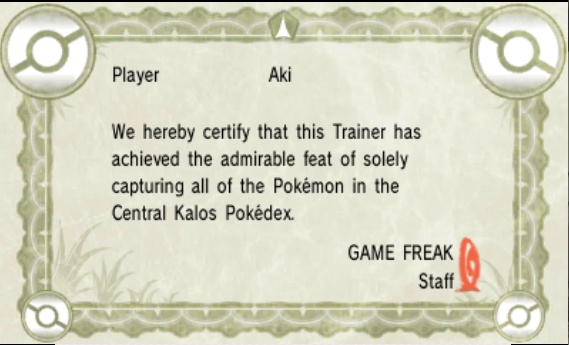 Player Aki
We hereby certify that this Trainer has
achieved the admirable feat of solely
capturing all of the Pokémon in the
Central Kalos Pokédex.
GAME FREAK
Staff